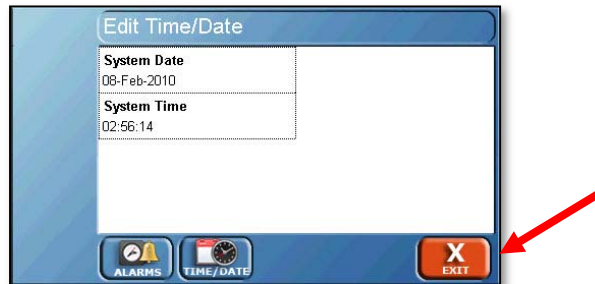 Edit Time/Date
System Date
08-Feb-2010
System Time
02:56:14
ALARMS TIME/DATE X
EXIT